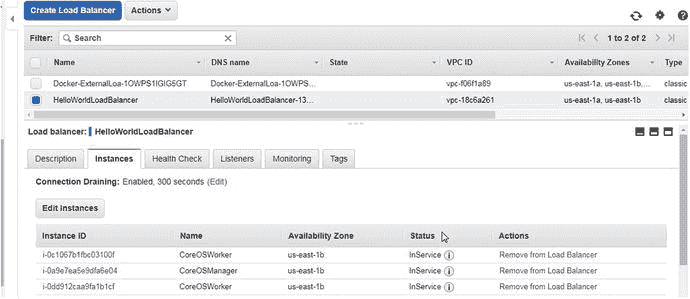 Create Load Balancer Actions
Filter: Search 1 to 2 of 2
Name DNS name State VPC ID Availability Zones Type
Docker-ExternalLoa-1OWPS1IGIG5GT Docker-ExternalLoa-1OWPS... vpc-f06f1a89 us-east-1a, us-east-1b,... classic
HelloWorldLoadBalancer HelloWorldLoadBalancer-13... vpc-18c6a261 us-east-1a, us-east-1b classic
Load balancer: HelloWorldLoadBalancer
Description Instances Health Check Listeners Monitoring Tags
Connection Draining: Enabled, 300 seconds (Edit)
Edit Instances
Instance ID Name Availability Zone Status Actions
i-0c1067b1fbc03100f CoreOSWorker us-east-1b InService Remove from Load Balancer
i-0a9e7ea5e9dfa6e04 CoreOSManager us-east-1b InService Remove from Load Balancer
i-0dd912caa9fa1b1cf CoreOSWorker us-east-1b InService Remove from Load Balancer